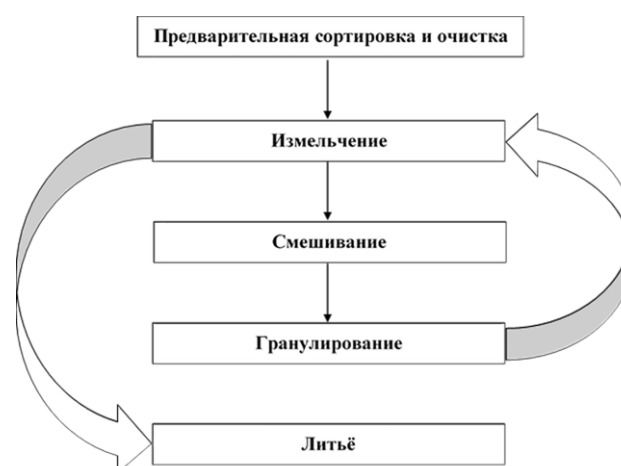 Предварительная сортировка и очистка
Измельчение
Смешивание
Гранулирование
Литьё